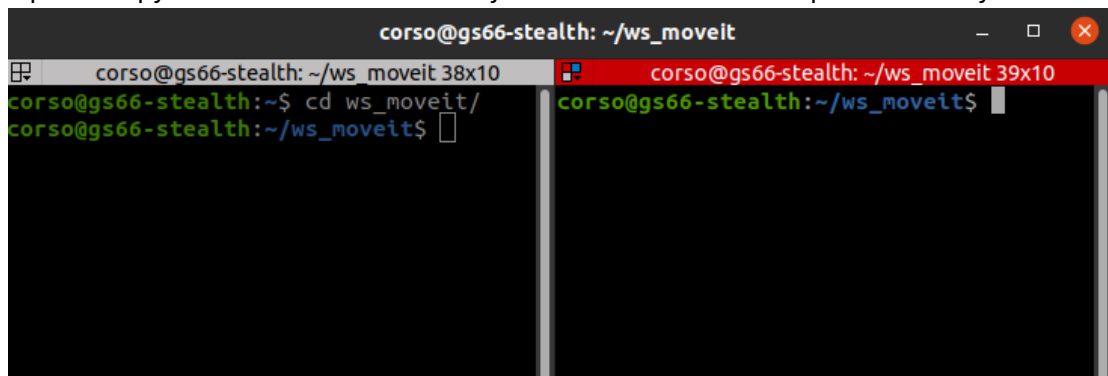 corso@gs66-stealth: ~/ws_moveit
corso@gs66-stealth: ~/ws_moveit 38x10
corso@gs66-stealth:~$ cd ws_moveit/
corso@gs66-stealth:~/ws_moveit$
corso@gs66-stealth: ~/ws_moveit 39x10
corso@gs66-stealth:~/ws_moveit$